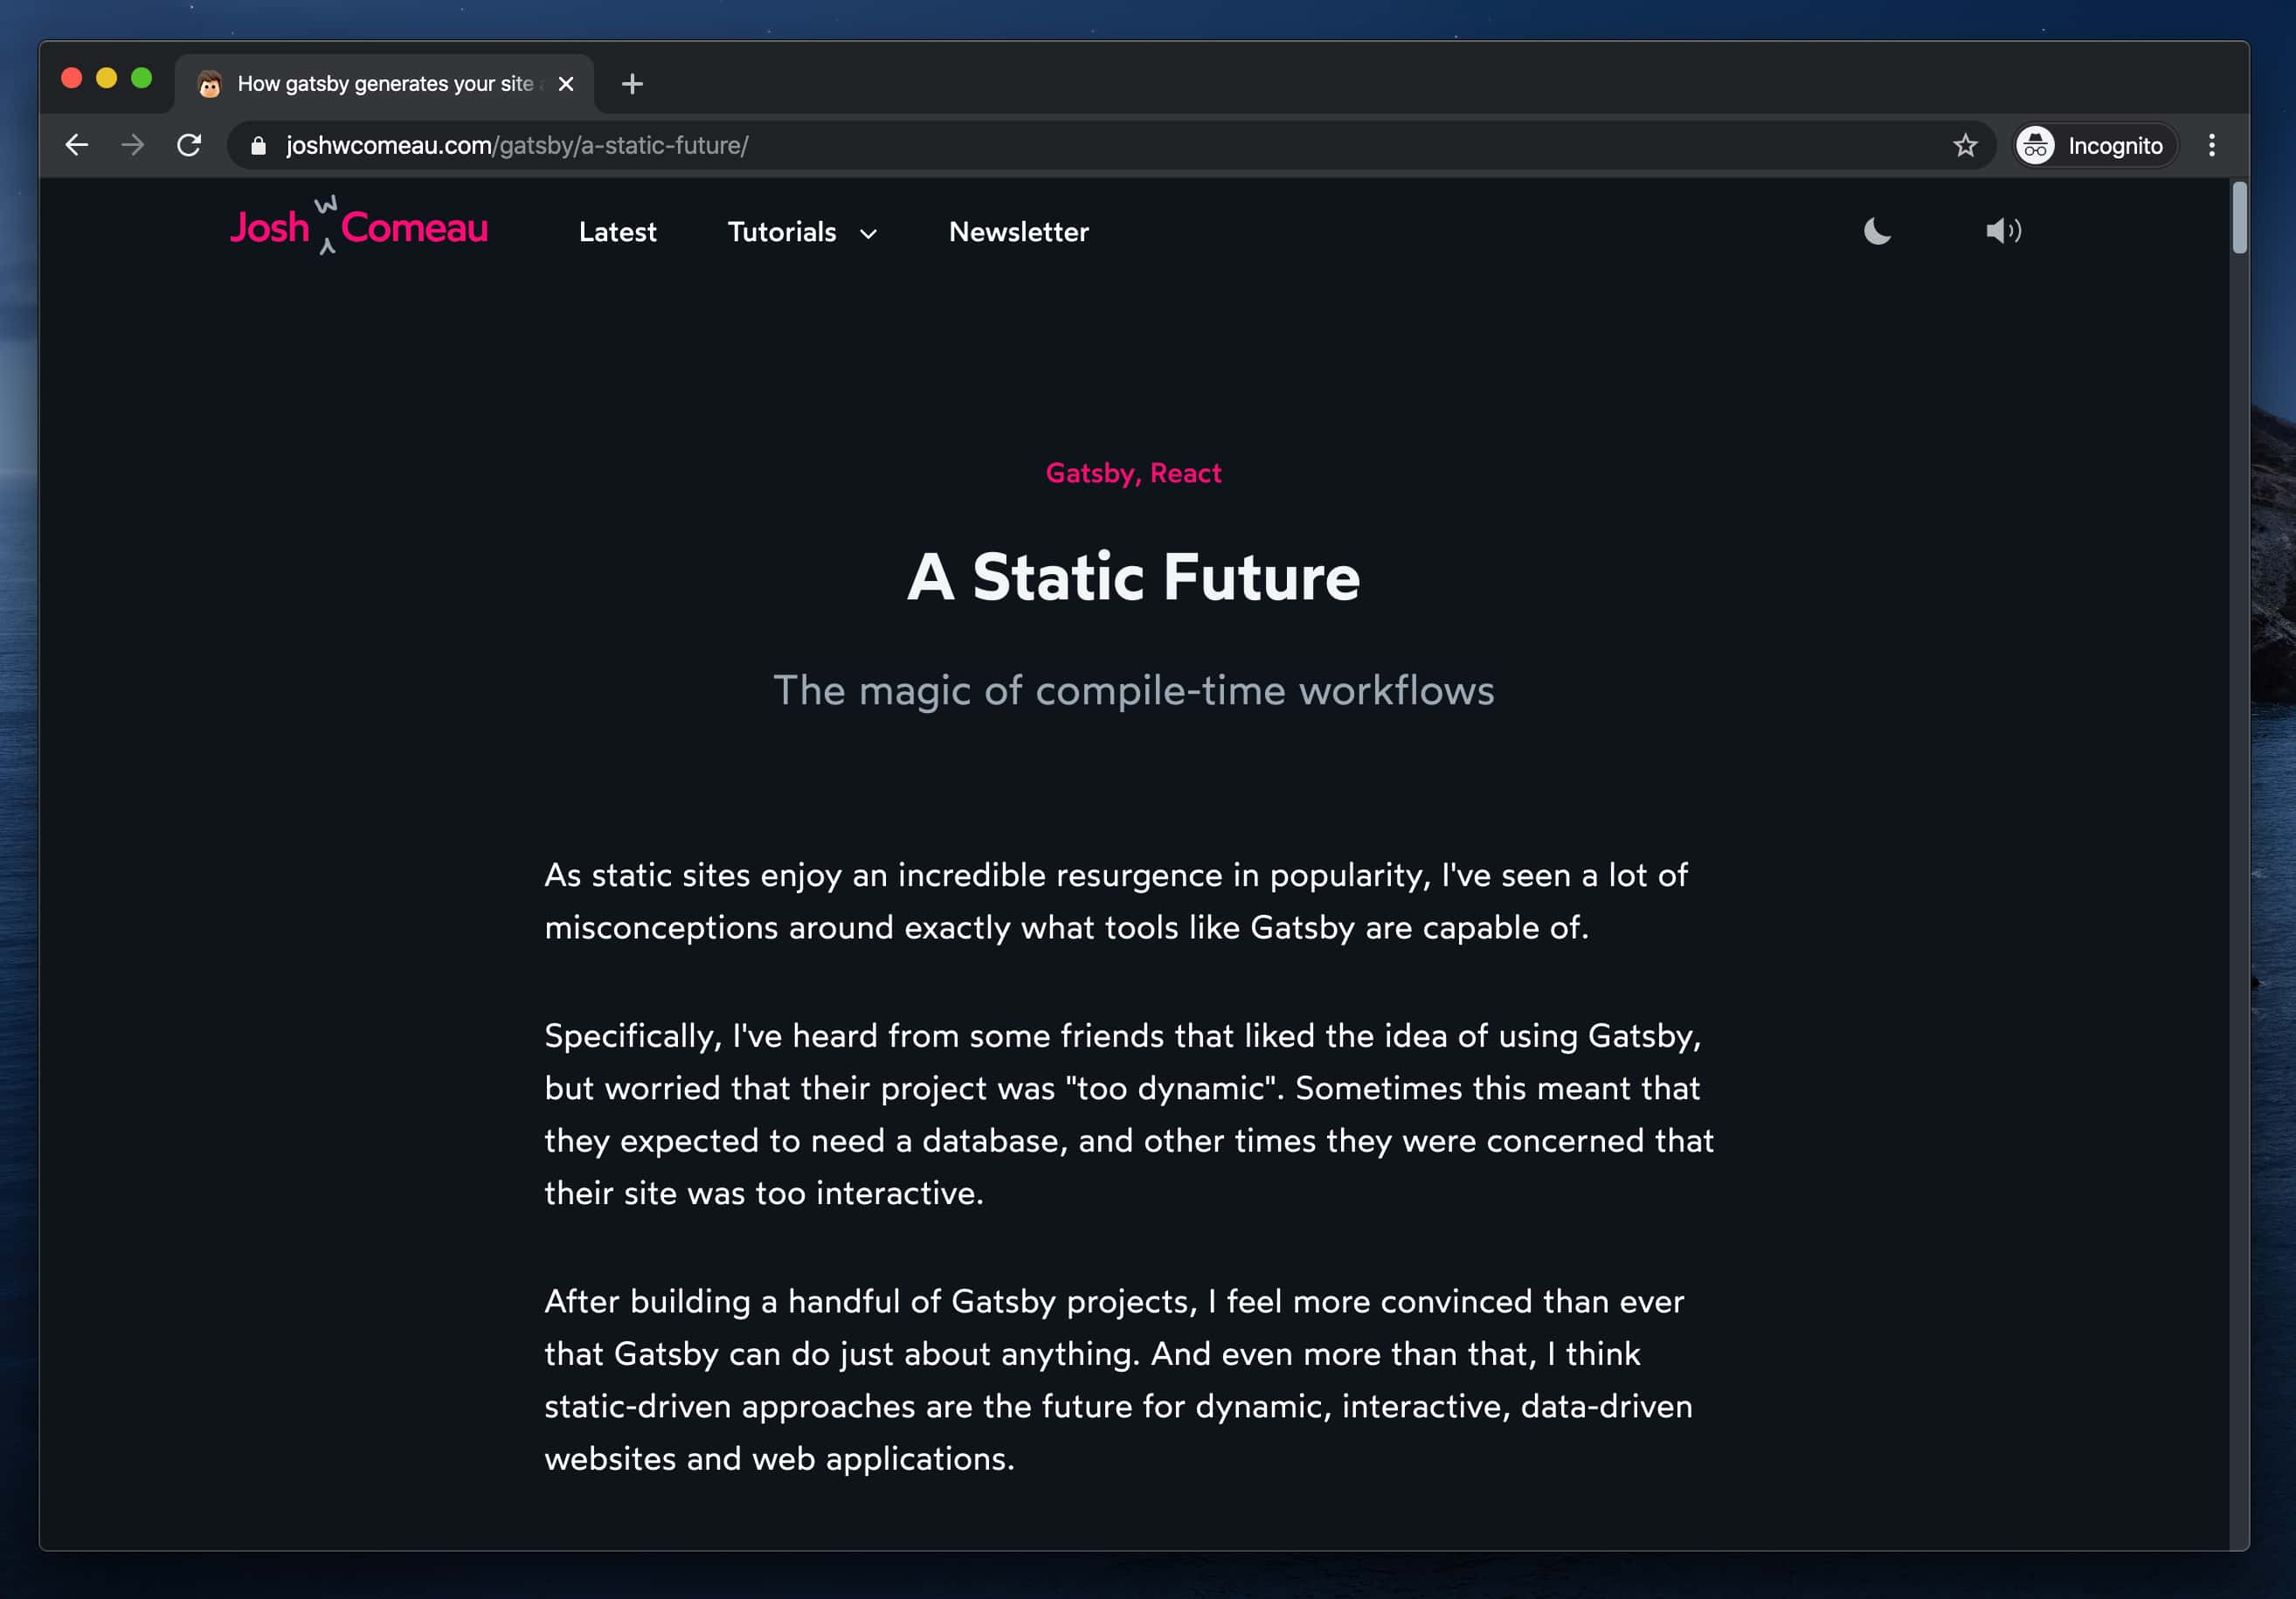 How gatsby generates your site
joshwcomeau.com/gatsby/a-static-future/
Incognito
Josh W Comeau
Latest
Tutorials
Newsletter
Gatsby, React
A Static Future
The magic of compile-time workflows
As static sites enjoy an incredible resurgence in popularity, I've seen a lot of
misconceptions around exactly what tools like Gatsby are capable of.
Specifically, I've heard from some friends that liked the idea of using Gatsby,
but worried that their project was "too dynamic". Sometimes this meant that
they expected to need a database, and other times they were concerned that
their site was too interactive.
After building a handful of Gatsby projects, I feel more convinced than ever
that Gatsby can do just about anything. And even more than that, I think
static-driven approaches are the future for dynamic, interactive, data-driven
websites and web applications.